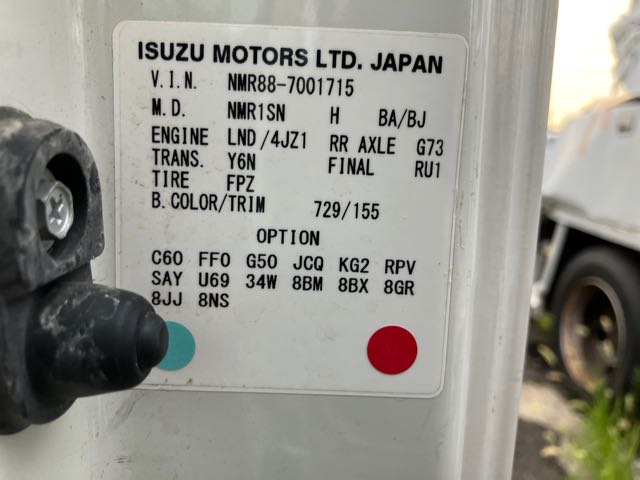 ISUZU MOTORS LTD. JAPAN
V.I.N. NMR88-7001715
M.D. NMR1SN H BA/BJ
ENGINE LND/4JZ1 RR AXLE G73
TRANS. Y6N FINAL RU1
TIRE FPZ
B.COLOR/TRIM 729/155
OPTION
C60 FF0 G50 JCQ KG2 RPV
SAY U69 34W 8BM 8BX 8GR
8JJ 8NS